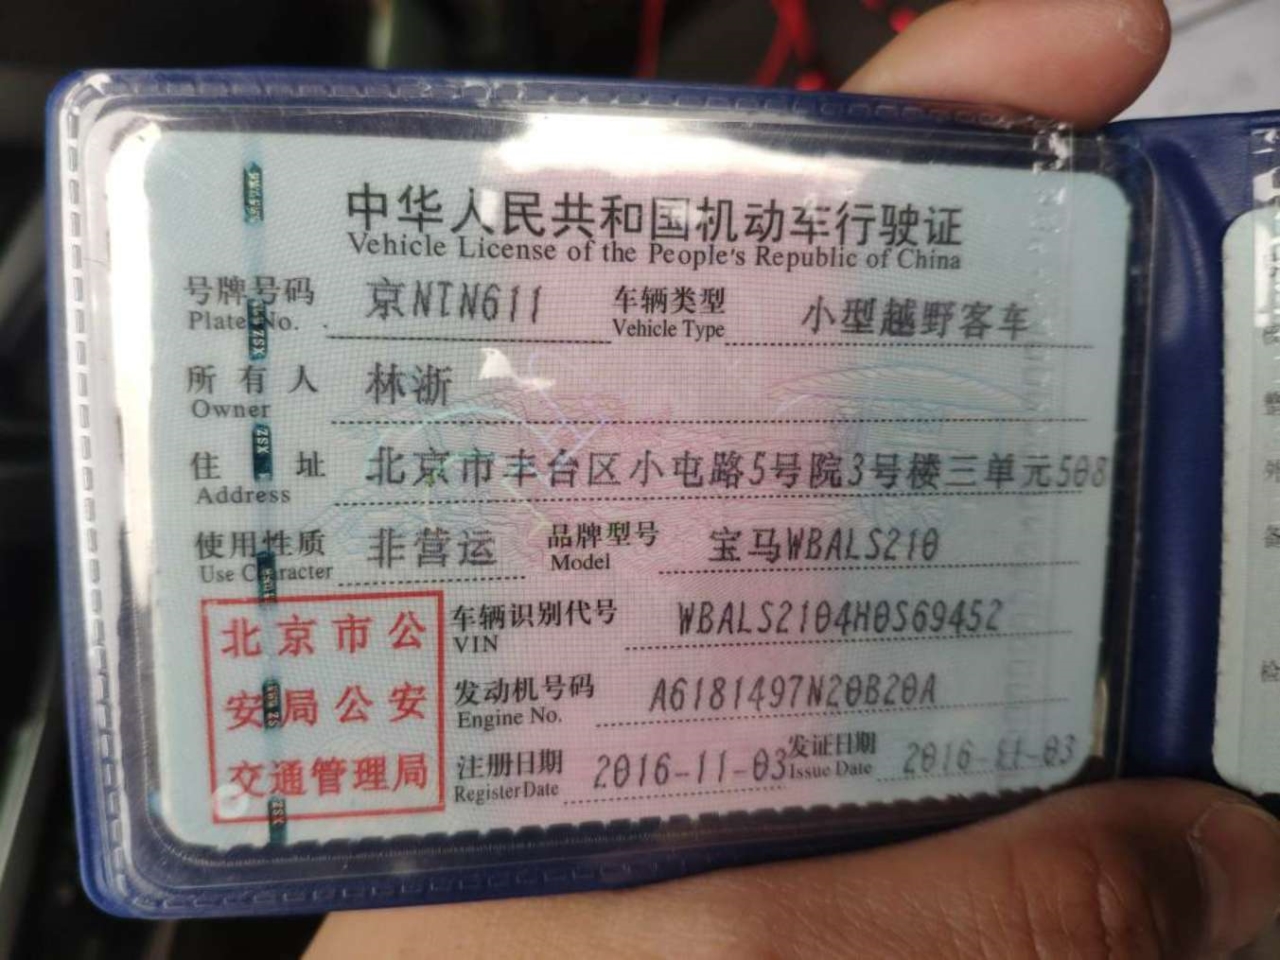 中华人民共和国机动车行驶证
Vehicle License of the People's Republic of China
号牌号码 京NTN611 车辆类型 小型越野客车
Plate No. Vehicle Type
所有人 林浙
Owner
住址 北京市丰台区小屯路5号院3号楼三单元508
Address
使用性质 非营运 品牌型号 宝马WBALS210
Use Character Model
车辆识别代号 WBALS2104H0S69452
VIN
发动机号码 A6181497N20B20A
Engine No.
注册日期 2016-11-03 发证日期 2016-11-03
Register Date Issue Date
北京市公
安局公安
交通管理局